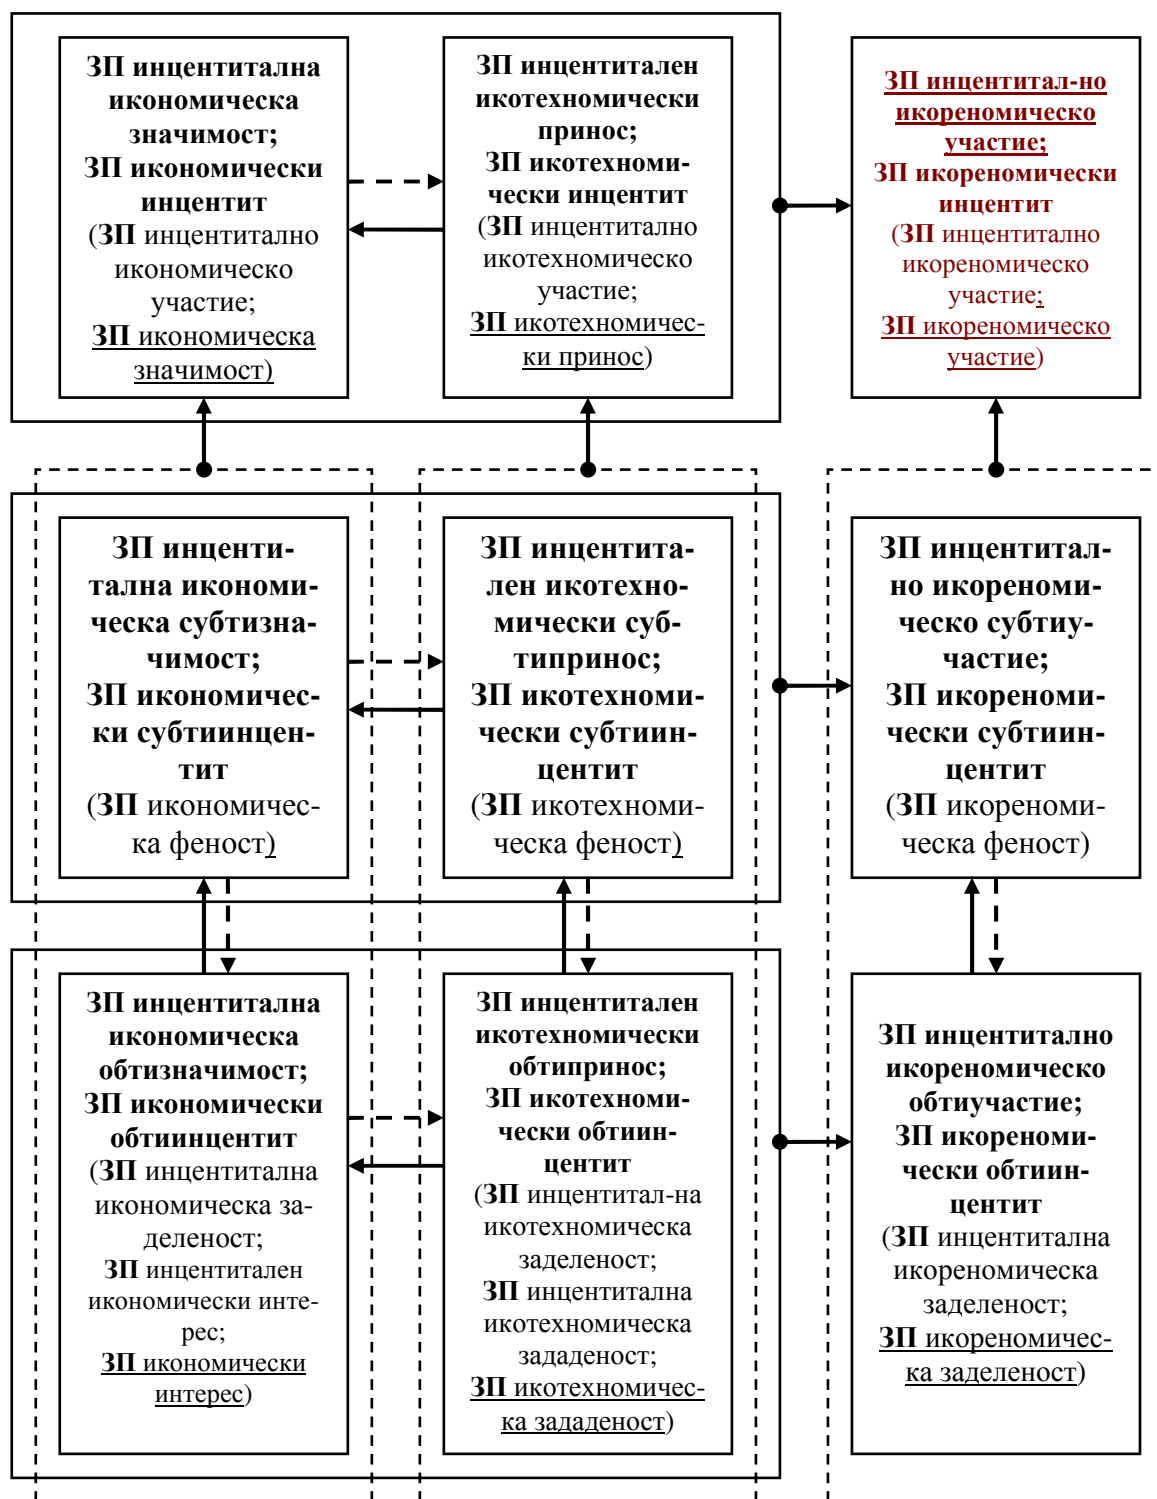 ЗП инцентитална
икономическа
значимост;
ЗП икономически
инцентит
(ЗП инцентитално
икономическо
участие;
ЗП икономическа
значимост)
ЗП инцентитален
икотехномически
принос;
ЗП икотехноми-
чески инцентит
(ЗП инцентитално
икотехномическо
участие;
ЗП икотехномичес-
ки принос)
ЗП инцентитал-но
икореномическо
участие;
ЗП икореномически
инцентит
(ЗП инцентитално
икореномическо
участие;
ЗП икореномическо
участие)
ЗП инценти-
тална икономи-
ческа субтизна-
чимост;
ЗП икономичес-
ки субтиинцен-
тит
(ЗП икономичес-
ка феност)
ЗП инцентита-
лен икотехно-
мически суб-
типринос;
ЗП икотехноми-
чески субтиин-
центит
(ЗП икотехноми-
ческа феност)
ЗП инцентитал-
но икореноми-
ческо субтиу-
частие;
ЗП икореноми-
чески субтиин-
центит
(ЗП икореноми-
ческа феност)
ЗП инцентитална
икономическа
обтизначимост;
ЗП икономически
обтиинцентит
(ЗП инцентитална
икономическа за-
деленост;
ЗП инцентитален
икономически инте-
рес;
ЗП икономически
интерес)
ЗП инцентитален
икотехномически
обтипринос;
ЗП икотехноми-
чески обтиин-
центит
(ЗП инцентитал-на
икотехномическа
заделеност;
ЗП инцентитална
икотехномическа
зададеност;
ЗП икотехномичес-
ка зададеност)
ЗП инцентитално
икореномическо
обтиучастие;
ЗП икореноми-
чески обтиин-
центит
(ЗП инцентитална
икореномическа
заделеност;
ЗП икореномичес-
ка заделеност)